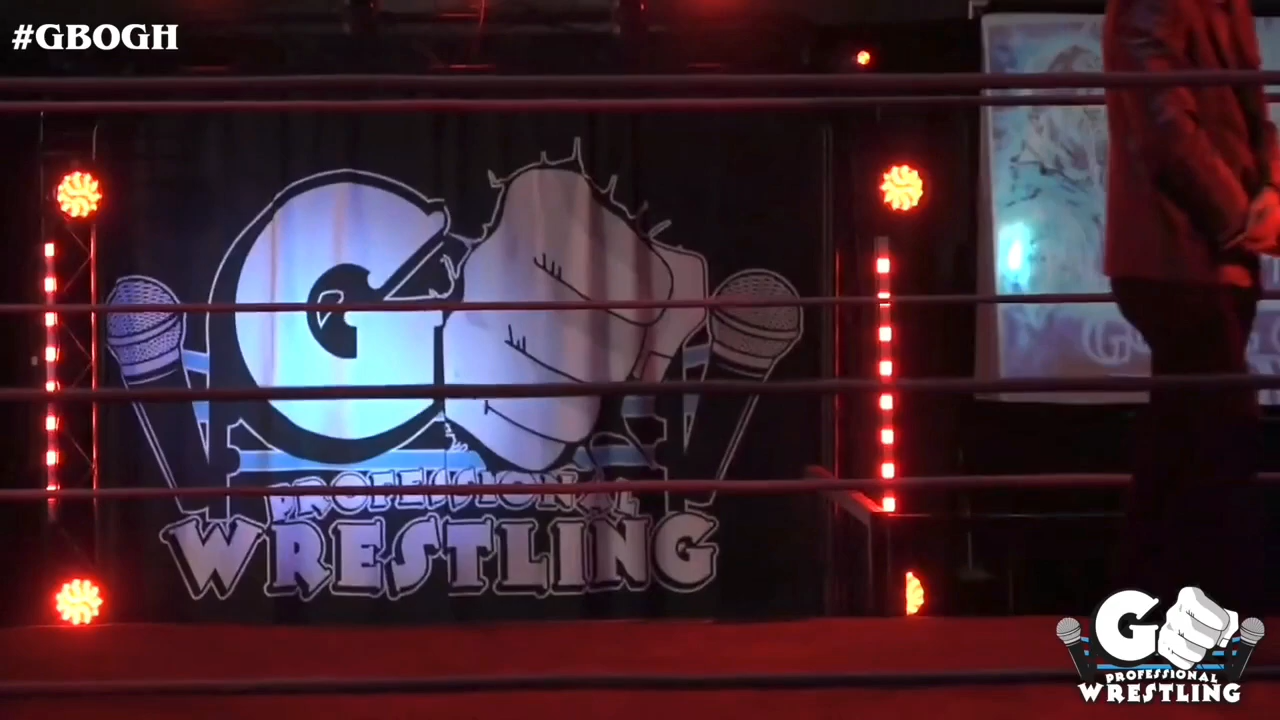 #GBOGH
G
PROFESSIONAL
WRESTLING
G
PROFESSIONAL
WRESTLING